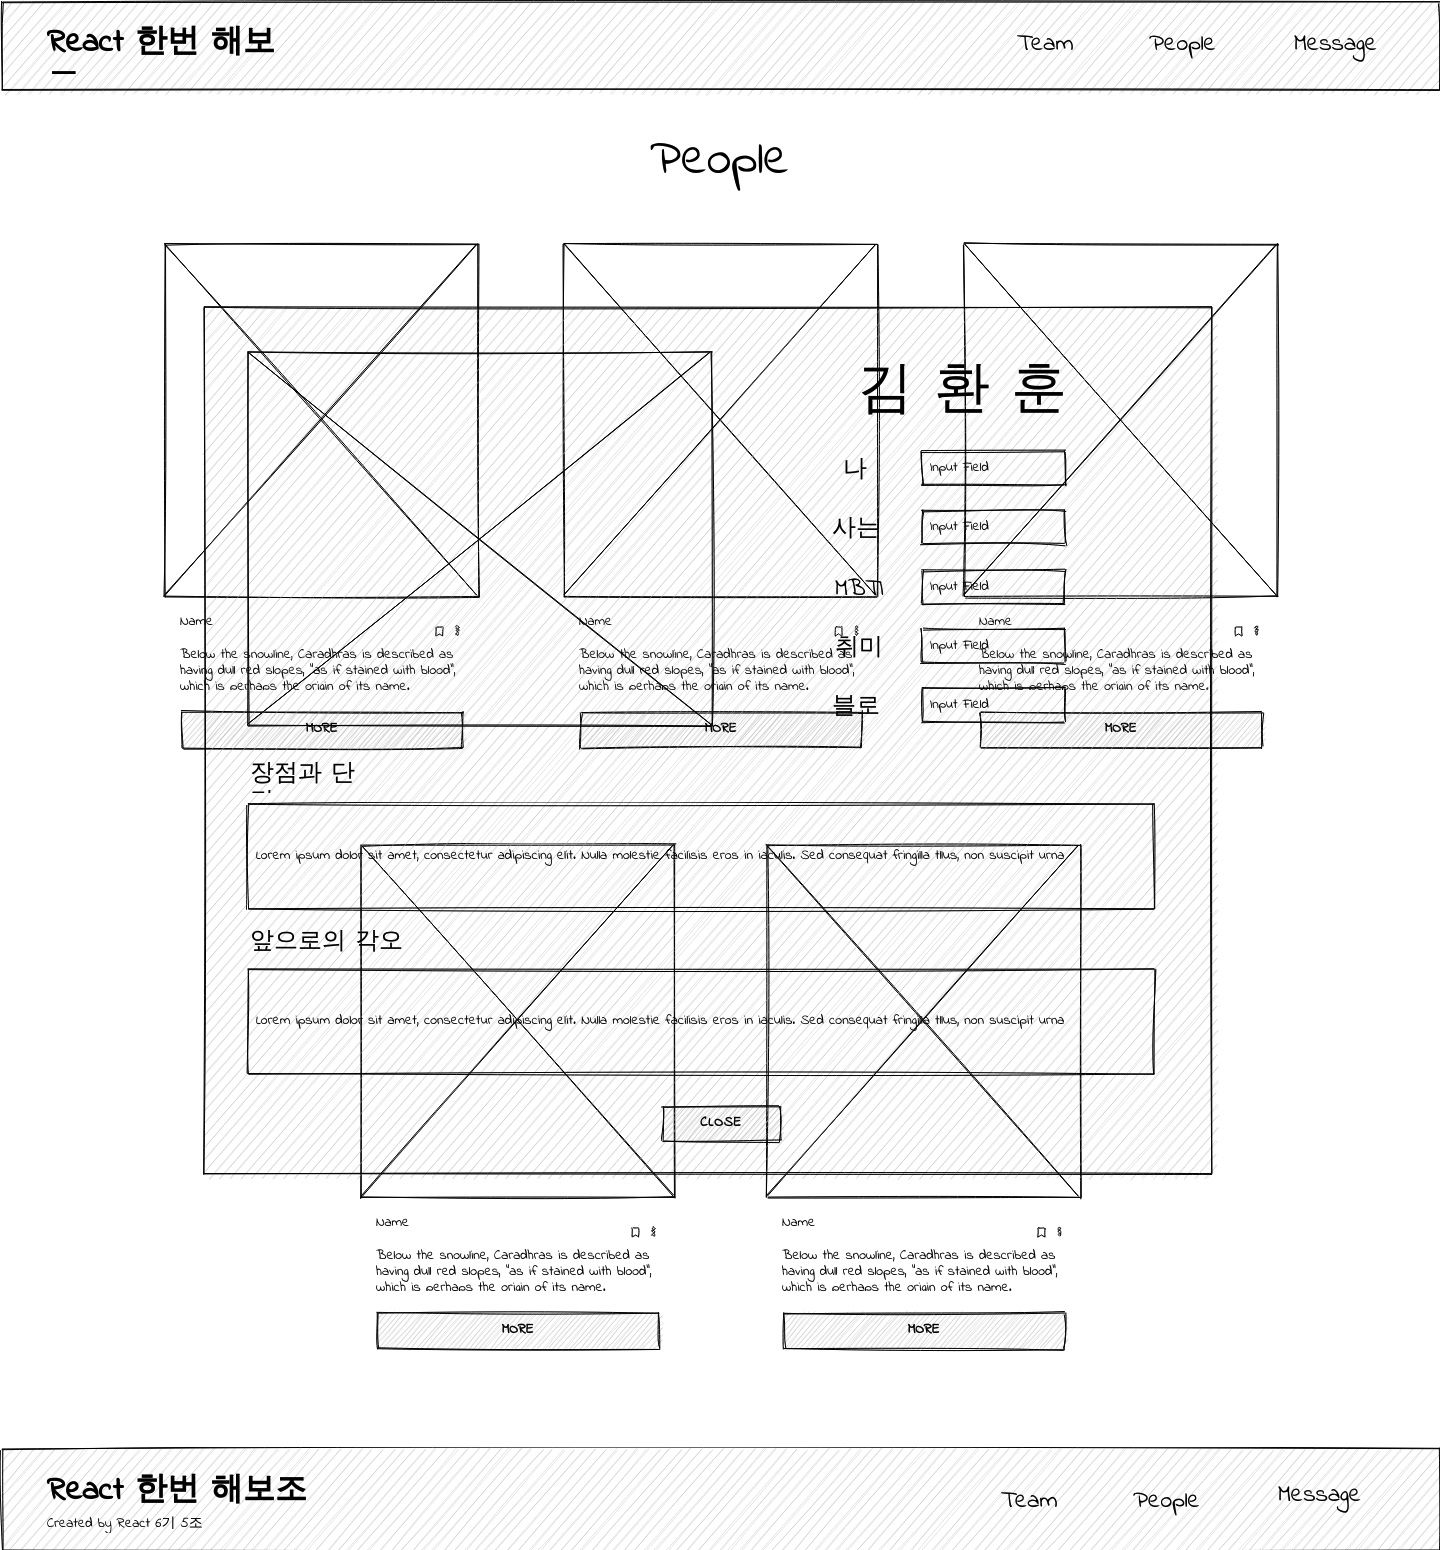 React 한번 해보
Team
People
Message
People
김 환 훈
나
Input Field
사는
Input Field
MBTI
Input Field
취미
Input Field
블로
Input Field
Name
Below the snowline, Caradhras is described as
having dull red slopes, "as if stained with blood",
which is perhaps the origin of its name.
MORE
Name
Below the snowline, Caradhras is described as
having dull red slopes, "as if stained with blood",
which is perhaps the origin of its name.
MORE
Name
Below the snowline, Caradhras is described as
having dull red slopes, "as if stained with blood",
which is perhaps the origin of its name.
MORE
장점과 단
Lorem ipsum dolor sit amet, consectetur adipiscing elit. Nulla molestie facilisis eros in iaculis. Sed consequat fringilla tllus, non suscipit urna
앞으로의 각오
Lorem ipsum dolor sit amet, consectetur adipiscing elit. Nulla molestie facilisis eros in iaculis. Sed consequat fringilla tllus, non suscipit urna
CLOSE
Name
Below the snowline, Caradhras is described as
having dull red slopes, "as if stained with blood",
which is perhaps the origin of its name.
MORE
Name
Below the snowline, Caradhras is described as
having dull red slopes, "as if stained with blood",
which is perhaps the origin of its name.
MORE
React 한번 해보조
Created by React 6기 5조
Team
People
Message